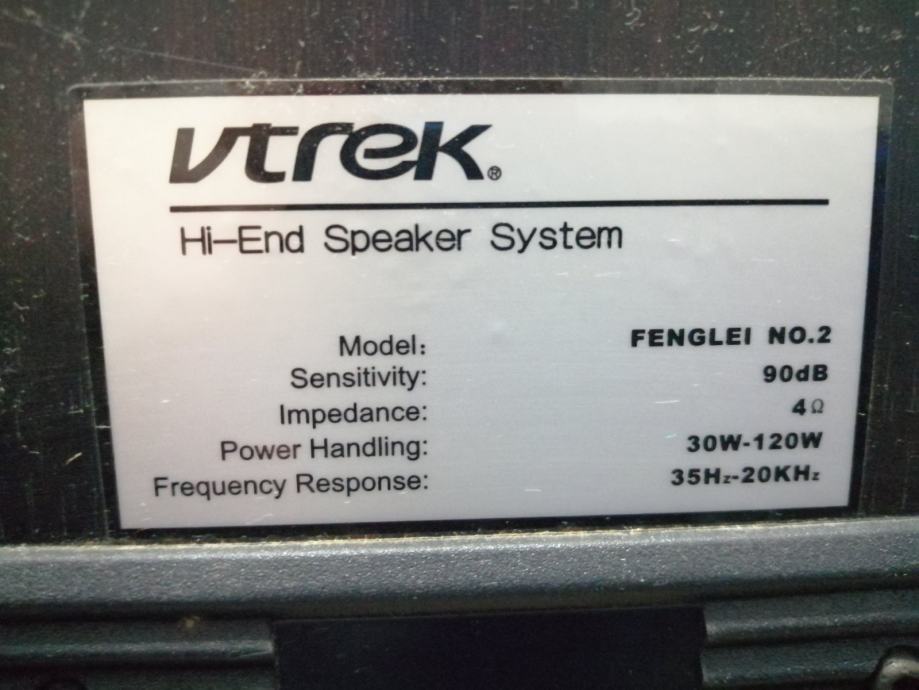 vtrek®
Hi-End Speaker System
Model: FENGLEI NO.2
Sensitivity: 90dB
Impedance: 4Ω
Power Handling: 30W-120W
Frequency Response: 35Hz-20KHz